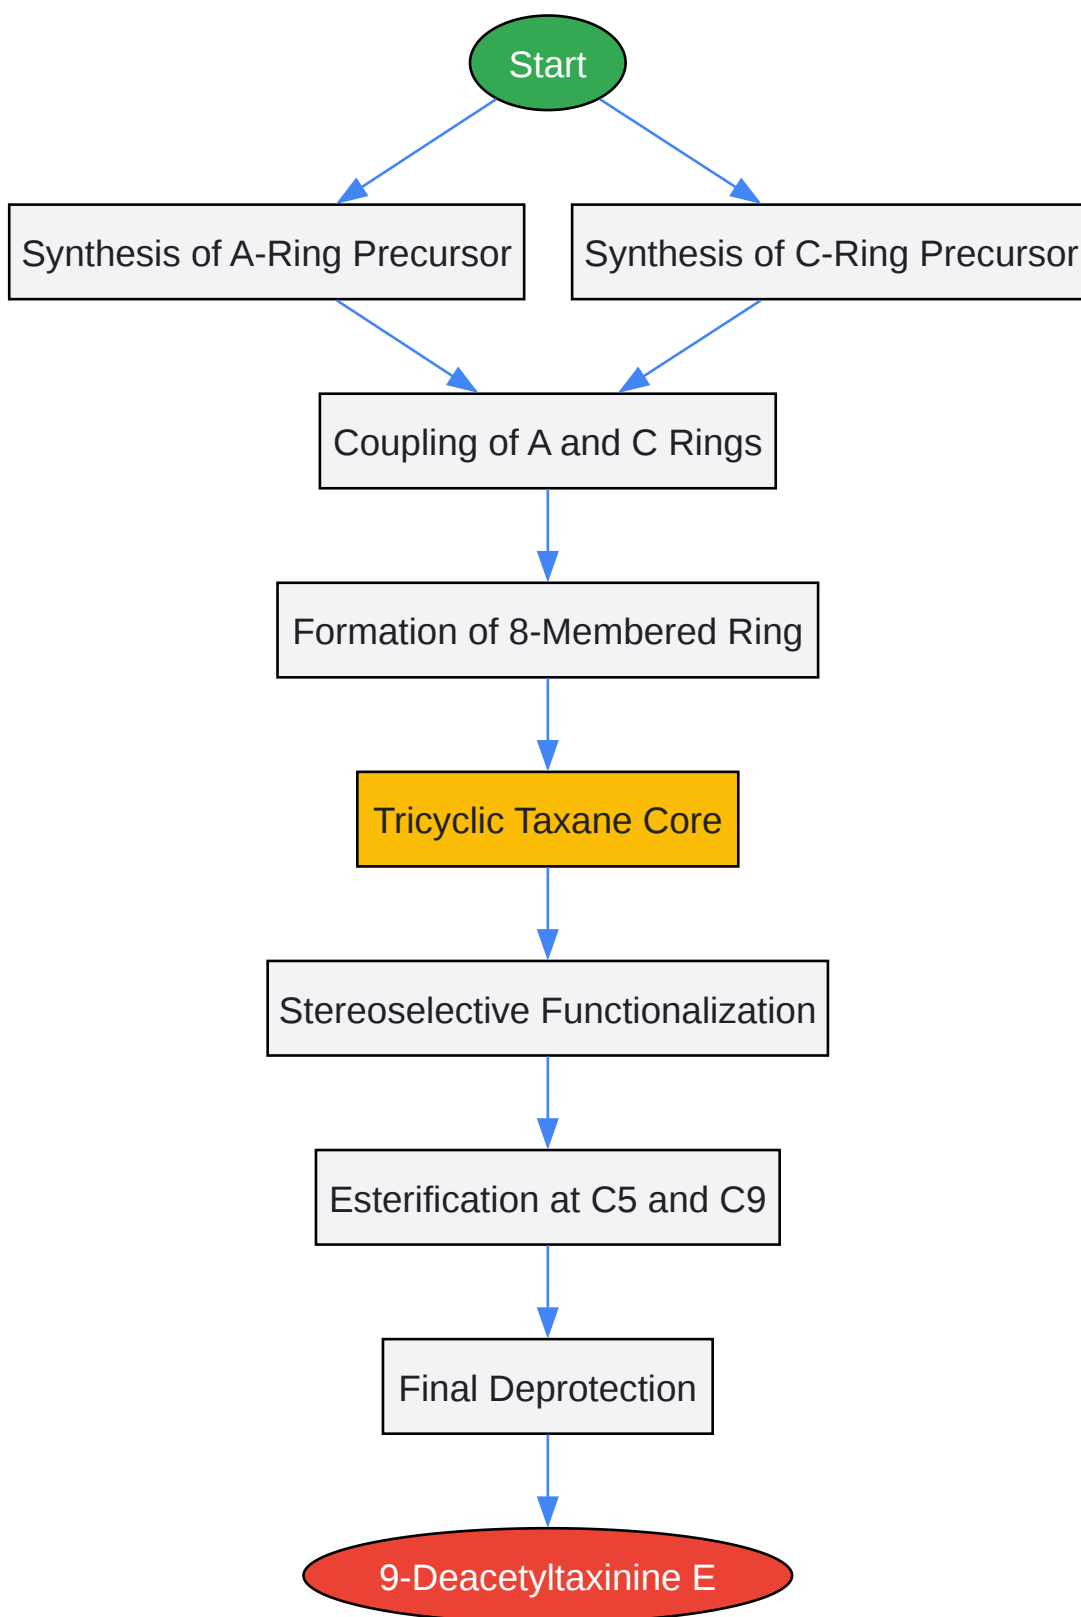 Start
Synthesis of A-Ring Precursor
Synthesis of C-Ring Precursor
Coupling of A and C Rings
Formation of 8-Membered Ring
Tricyclic Taxane Core
Stereoselective Functionalization
Esterification at C5 and C9
Final Deprotection
9-Deacetyltaxinine E